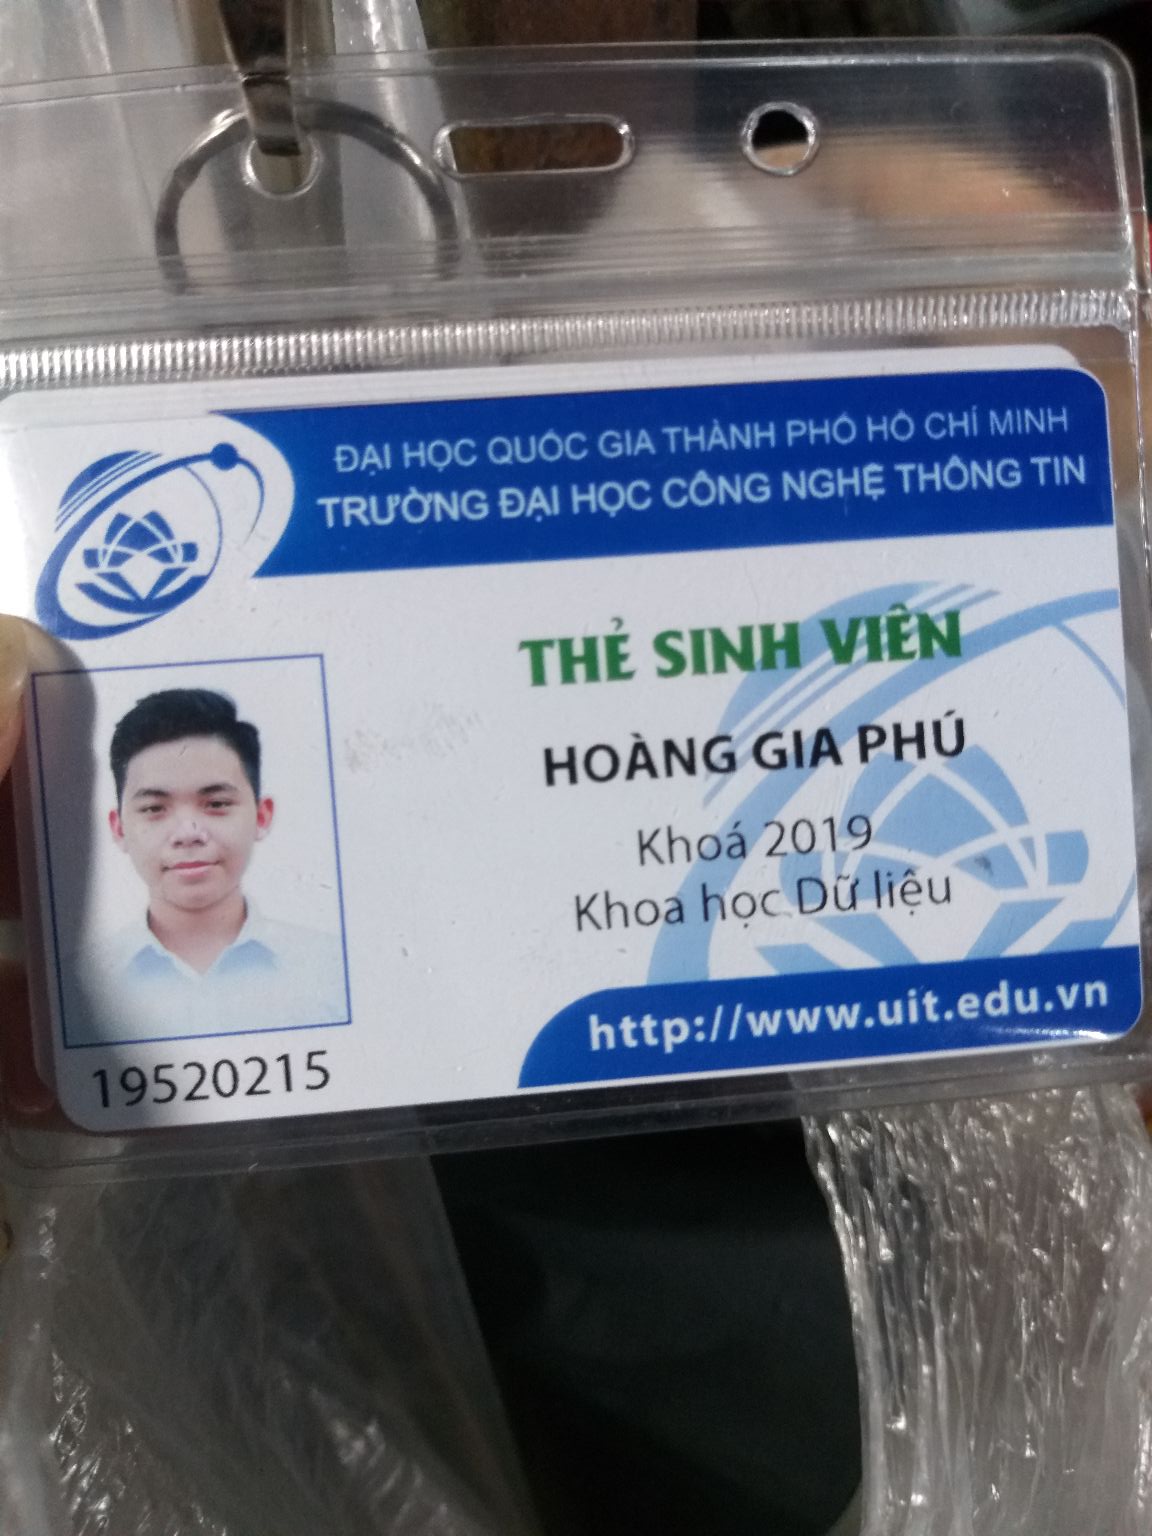 ĐẠI HỌC QUỐC GIA THÀNH PHỐ HỒ CHÍ MINH
TRƯỜNG ĐẠI HỌC CÔNG NGHỆ THÔNG TIN
THẺ SINH VIÊN
HOÀNG GIA PHÚ
Khoá 2019
Khoa học Dữ liệu
http://www.uit.edu.vn
19520215